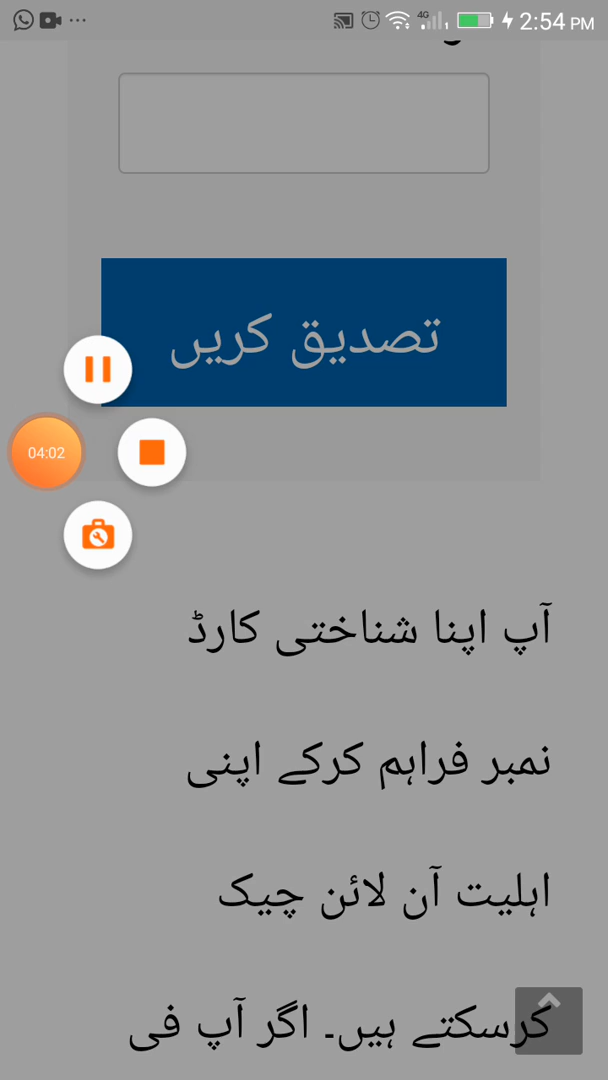 4G 2:54 PM
تصدیق کریں
04:02
آپ اپنا شناختی کارڈ
نمبر فراہم کرکے اپنی
اہلیت آن لائن چیک
کرسکتے ہیں۔ اگر آپ فی